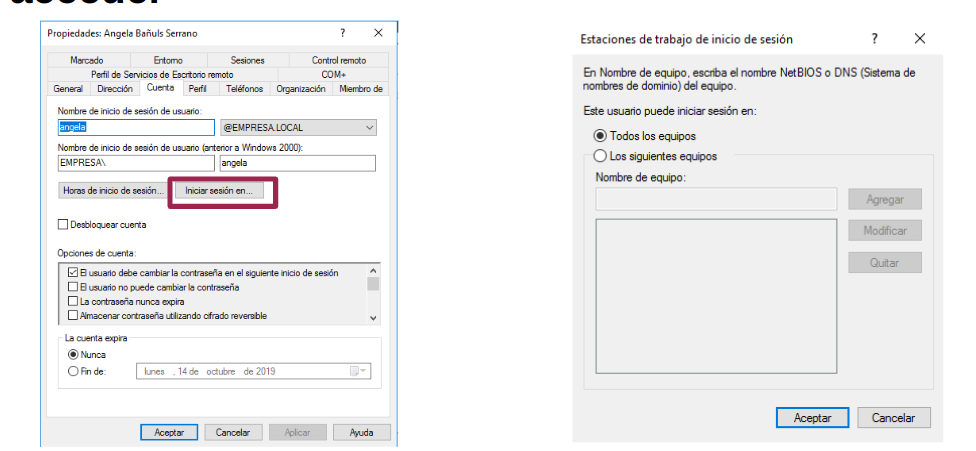 Propiedades: Angela Bañuls Serrano ? ×
Marcado Entorno Sesiones Control remoto
Perfil de Servicios de Escritorio remoto COM+
General Dirección Cuenta Perfil Teléfonos Organización Miembro de
Nombre de inicio de sesión de usuario:
angela @EMPRESA.LOCAL
Nombre de inicio de sesión de usuario (anterior a Windows 2000):
EMPRESA\ angela
Horas de inicio de sesión... Iniciar sesión en...
Desbloquear cuenta
Opciones de cuenta:
El usuario debe cambiar la contraseña en el siguiente inicio de sesión
El usuario no puede cambiar la contraseña
La contraseña nunca expira
Almacenar contraseña utilizando cifrado reversible
La cuenta expira
Nunca
Fin de: lunes , 14 de octubre de 2019
Aceptar Cancelar Aplicar Ayuda
Estaciones de trabajo de inicio de sesión ? ×
En Nombre de equipo, escriba el nombre NetBIOS o DNS (Sistema de
nombres de dominio) del equipo.
Este usuario puede iniciar sesión en:
Todos los equipos
Los siguientes equipos
Nombre de equipo:
Agregar
Modificar
Quitar
Aceptar Cancelar